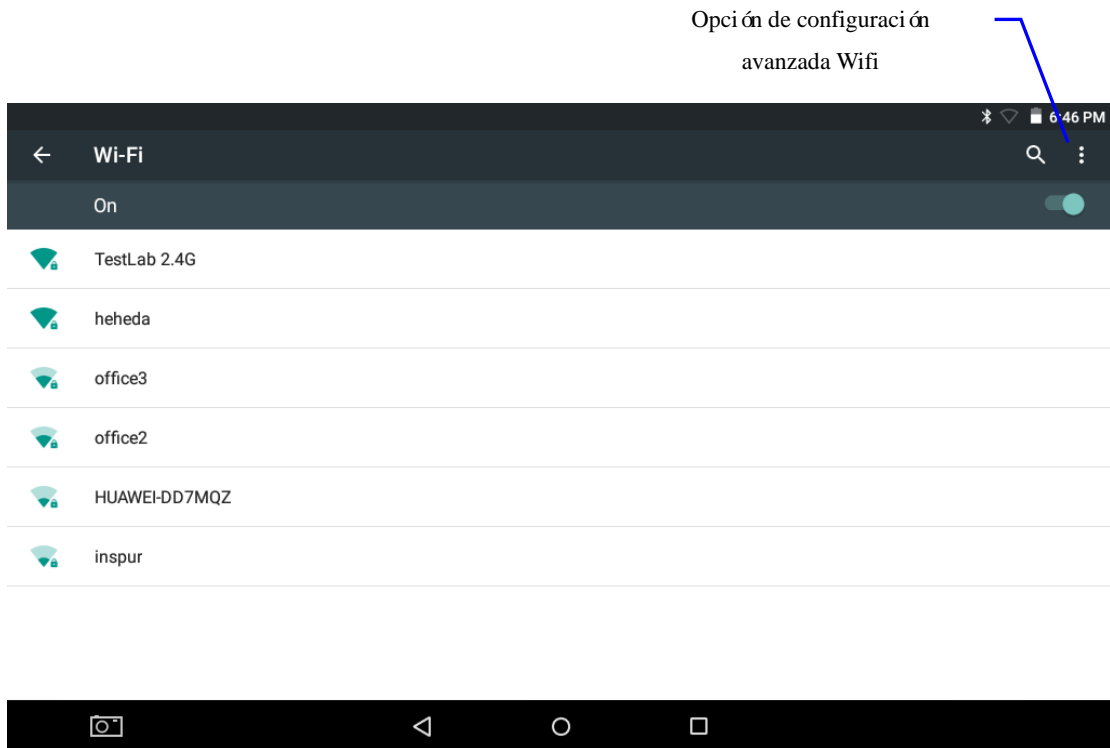 Opción de configuración
avanzada Wifi
6:46 PM
Wi-Fi
On
TestLab 2.4G
heheda
office3
office2
HUAWEI-DD7MQZ
inspur